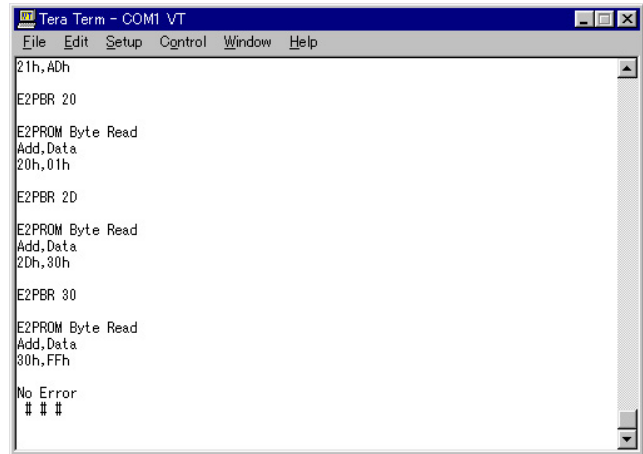 Tera Term - COM1 VT
File Edit Setup Control Window Help
21h,ADh
E2PBR 20
E2PROM Byte Read
Add,Data
20h,01h
E2PBR 2D
E2PROM Byte Read
Add,Data
2Dh,30h
E2PBR 30
E2PROM Byte Read
Add,Data
30h,FFh
No Error
# # #